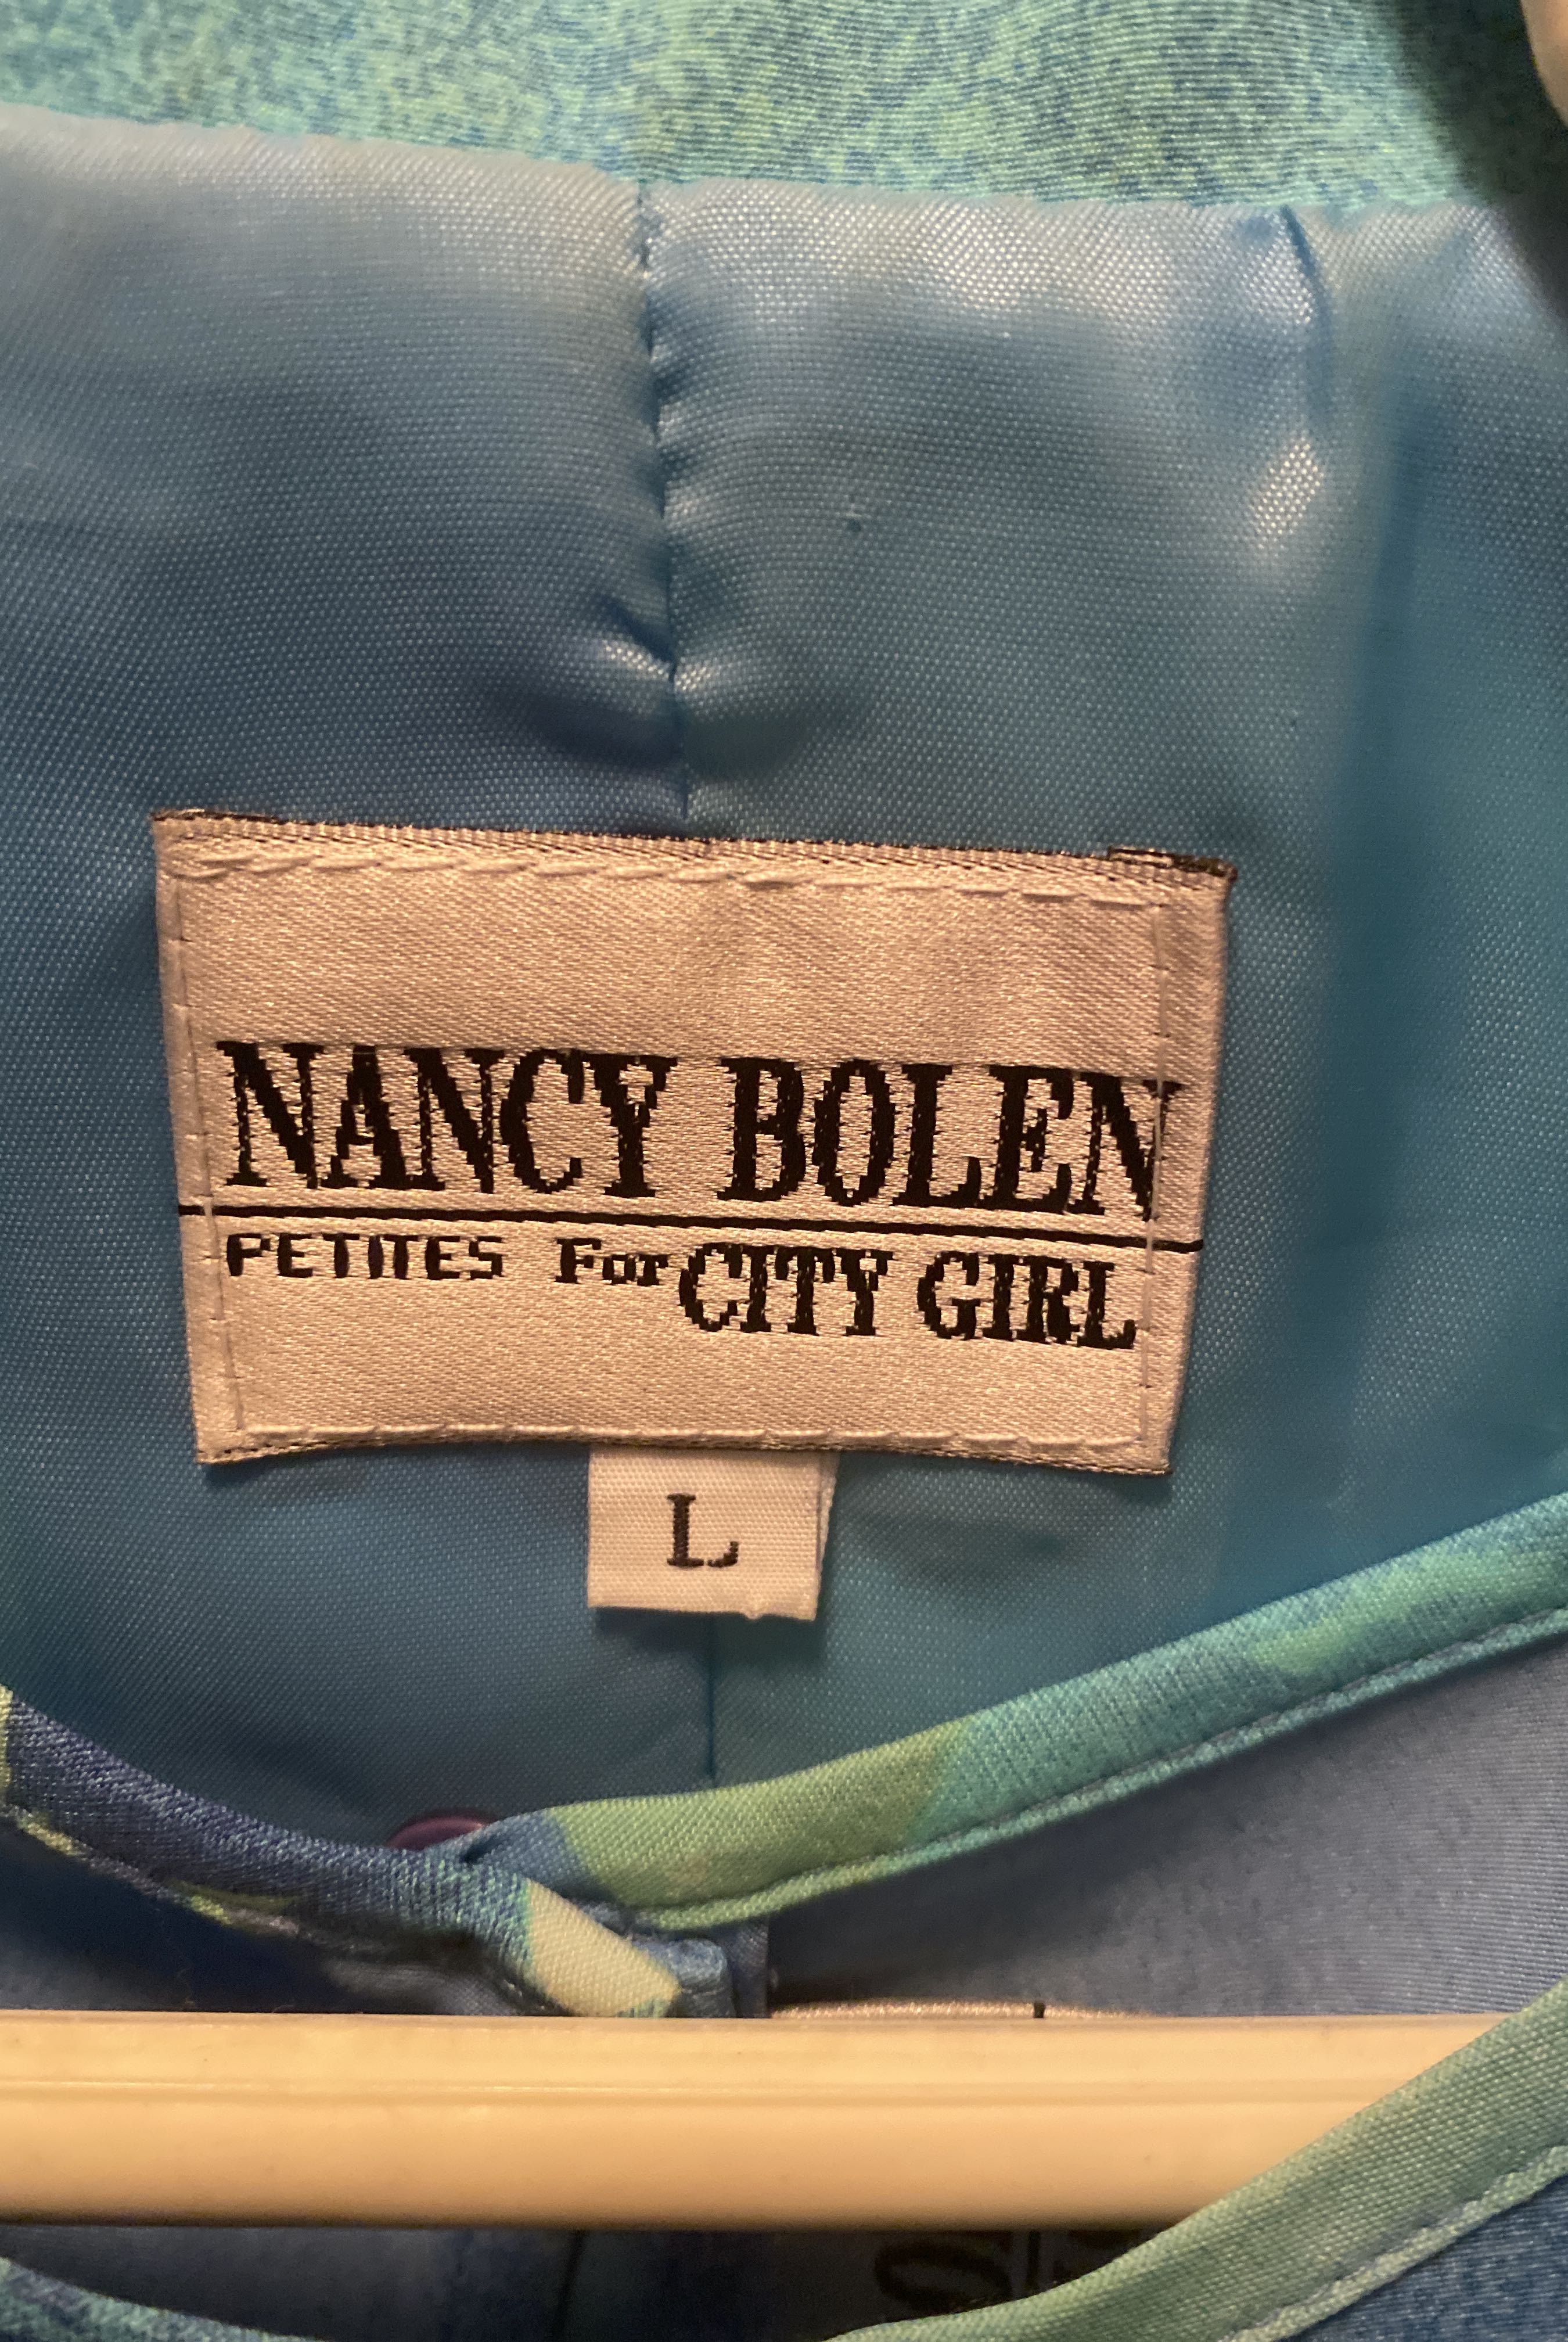 NANCY BOLEN
PETITES For CITY GIRL
L